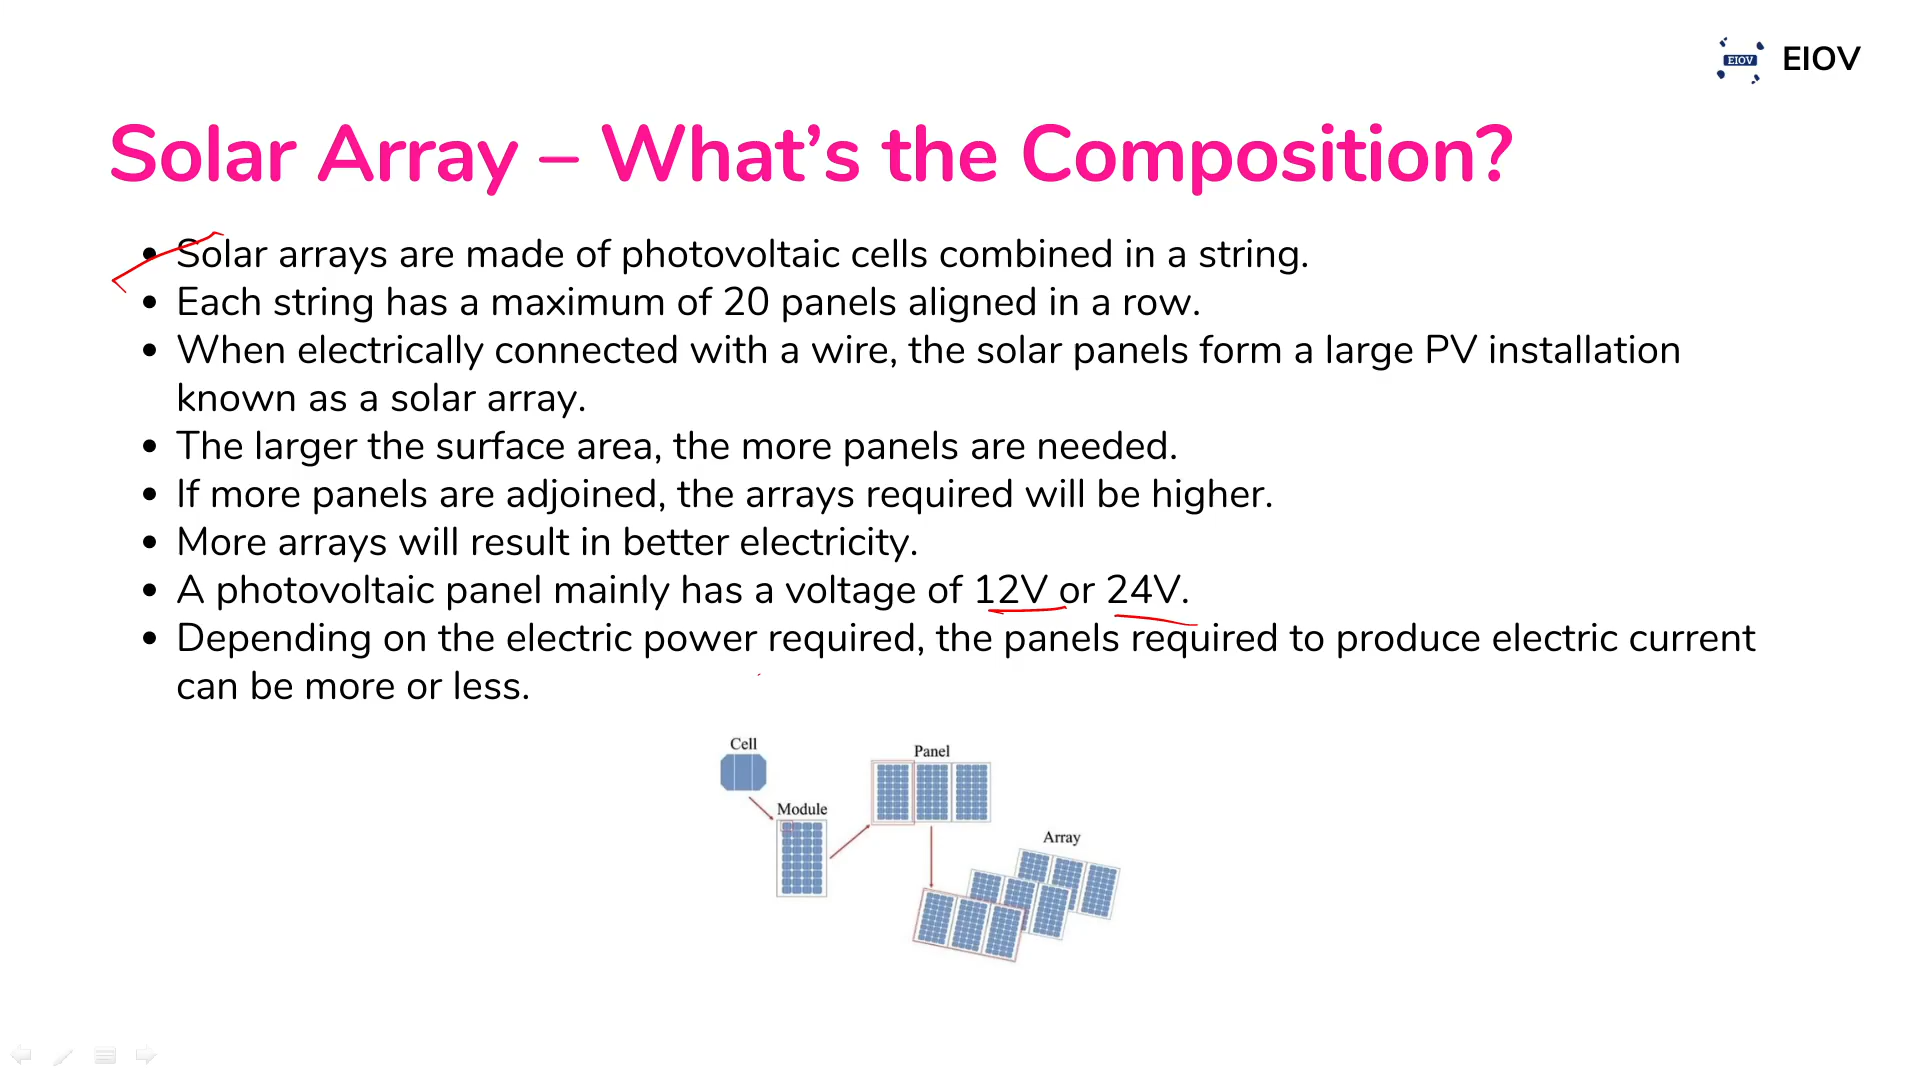 EIOV EIOV
Solar Array – What's the Composition?
• Solar arrays are made of photovoltaic cells combined in a string.
• Each string has a maximum of 20 panels aligned in a row.
• When electrically connected with a wire, the solar panels form a large PV installation
known as a solar array.
• The larger the surface area, the more panels are needed.
• If more panels are adjoined, the arrays required will be higher.
• More arrays will result in better electricity.
• A photovoltaic panel mainly has a voltage of 12V or 24V.
• Depending on the electric power required, the panels required to produce electric current
can be more or less.
Cell
Panel
Module
Array